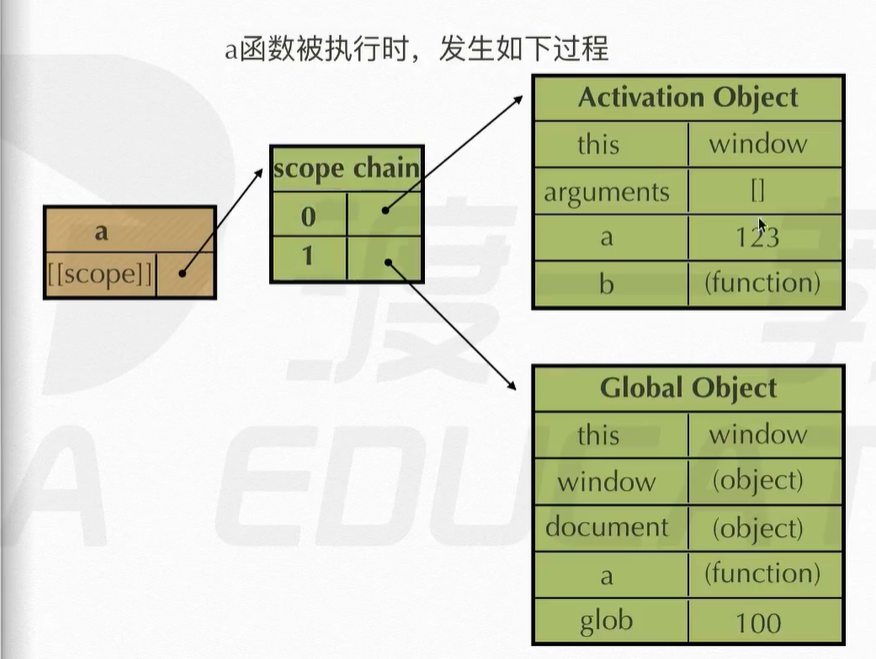 a函数被执行时，发生如下过程
a
[[scope]]
scope chain
0
1
Activation Object
this window
arguments []
a 123
b (function)
Global Object
this window
window (object)
document (object)
a (function)
glob 100
A EDUCAT